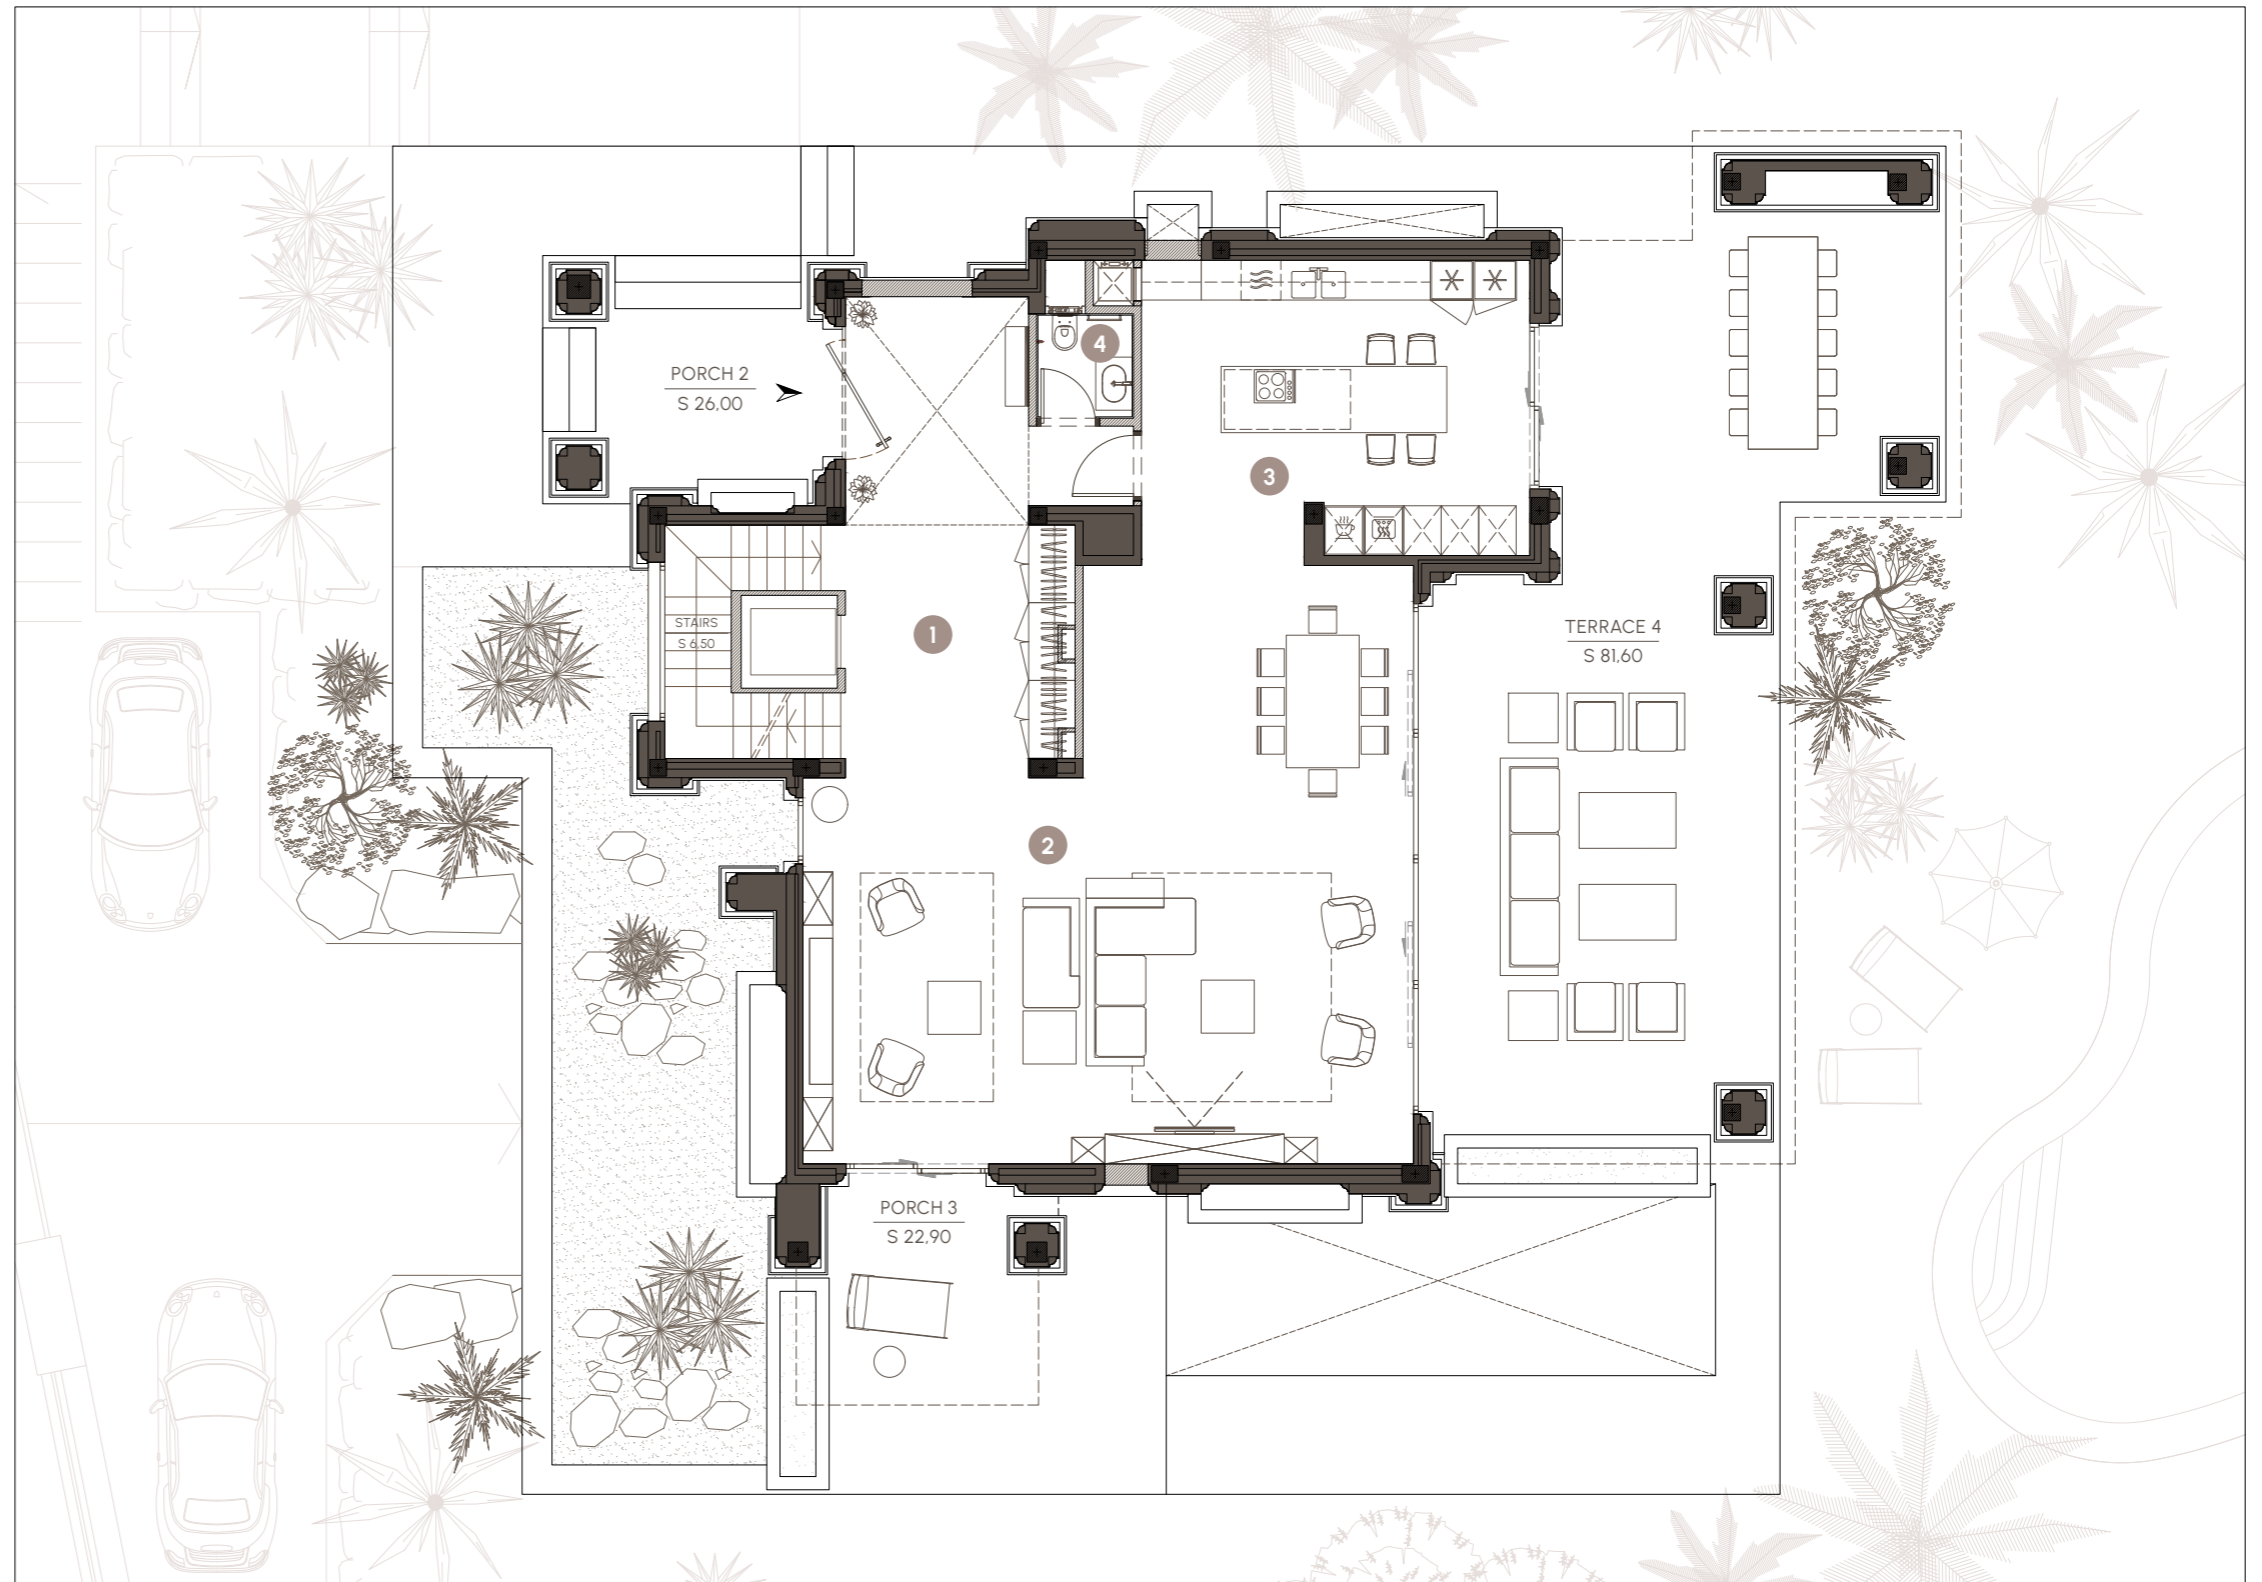 PORCH 2
S 26,00
4
3
1
STAIRS
S 6,50
TERRACE 4
S 81,60
2
PORCH 3
S 22,90